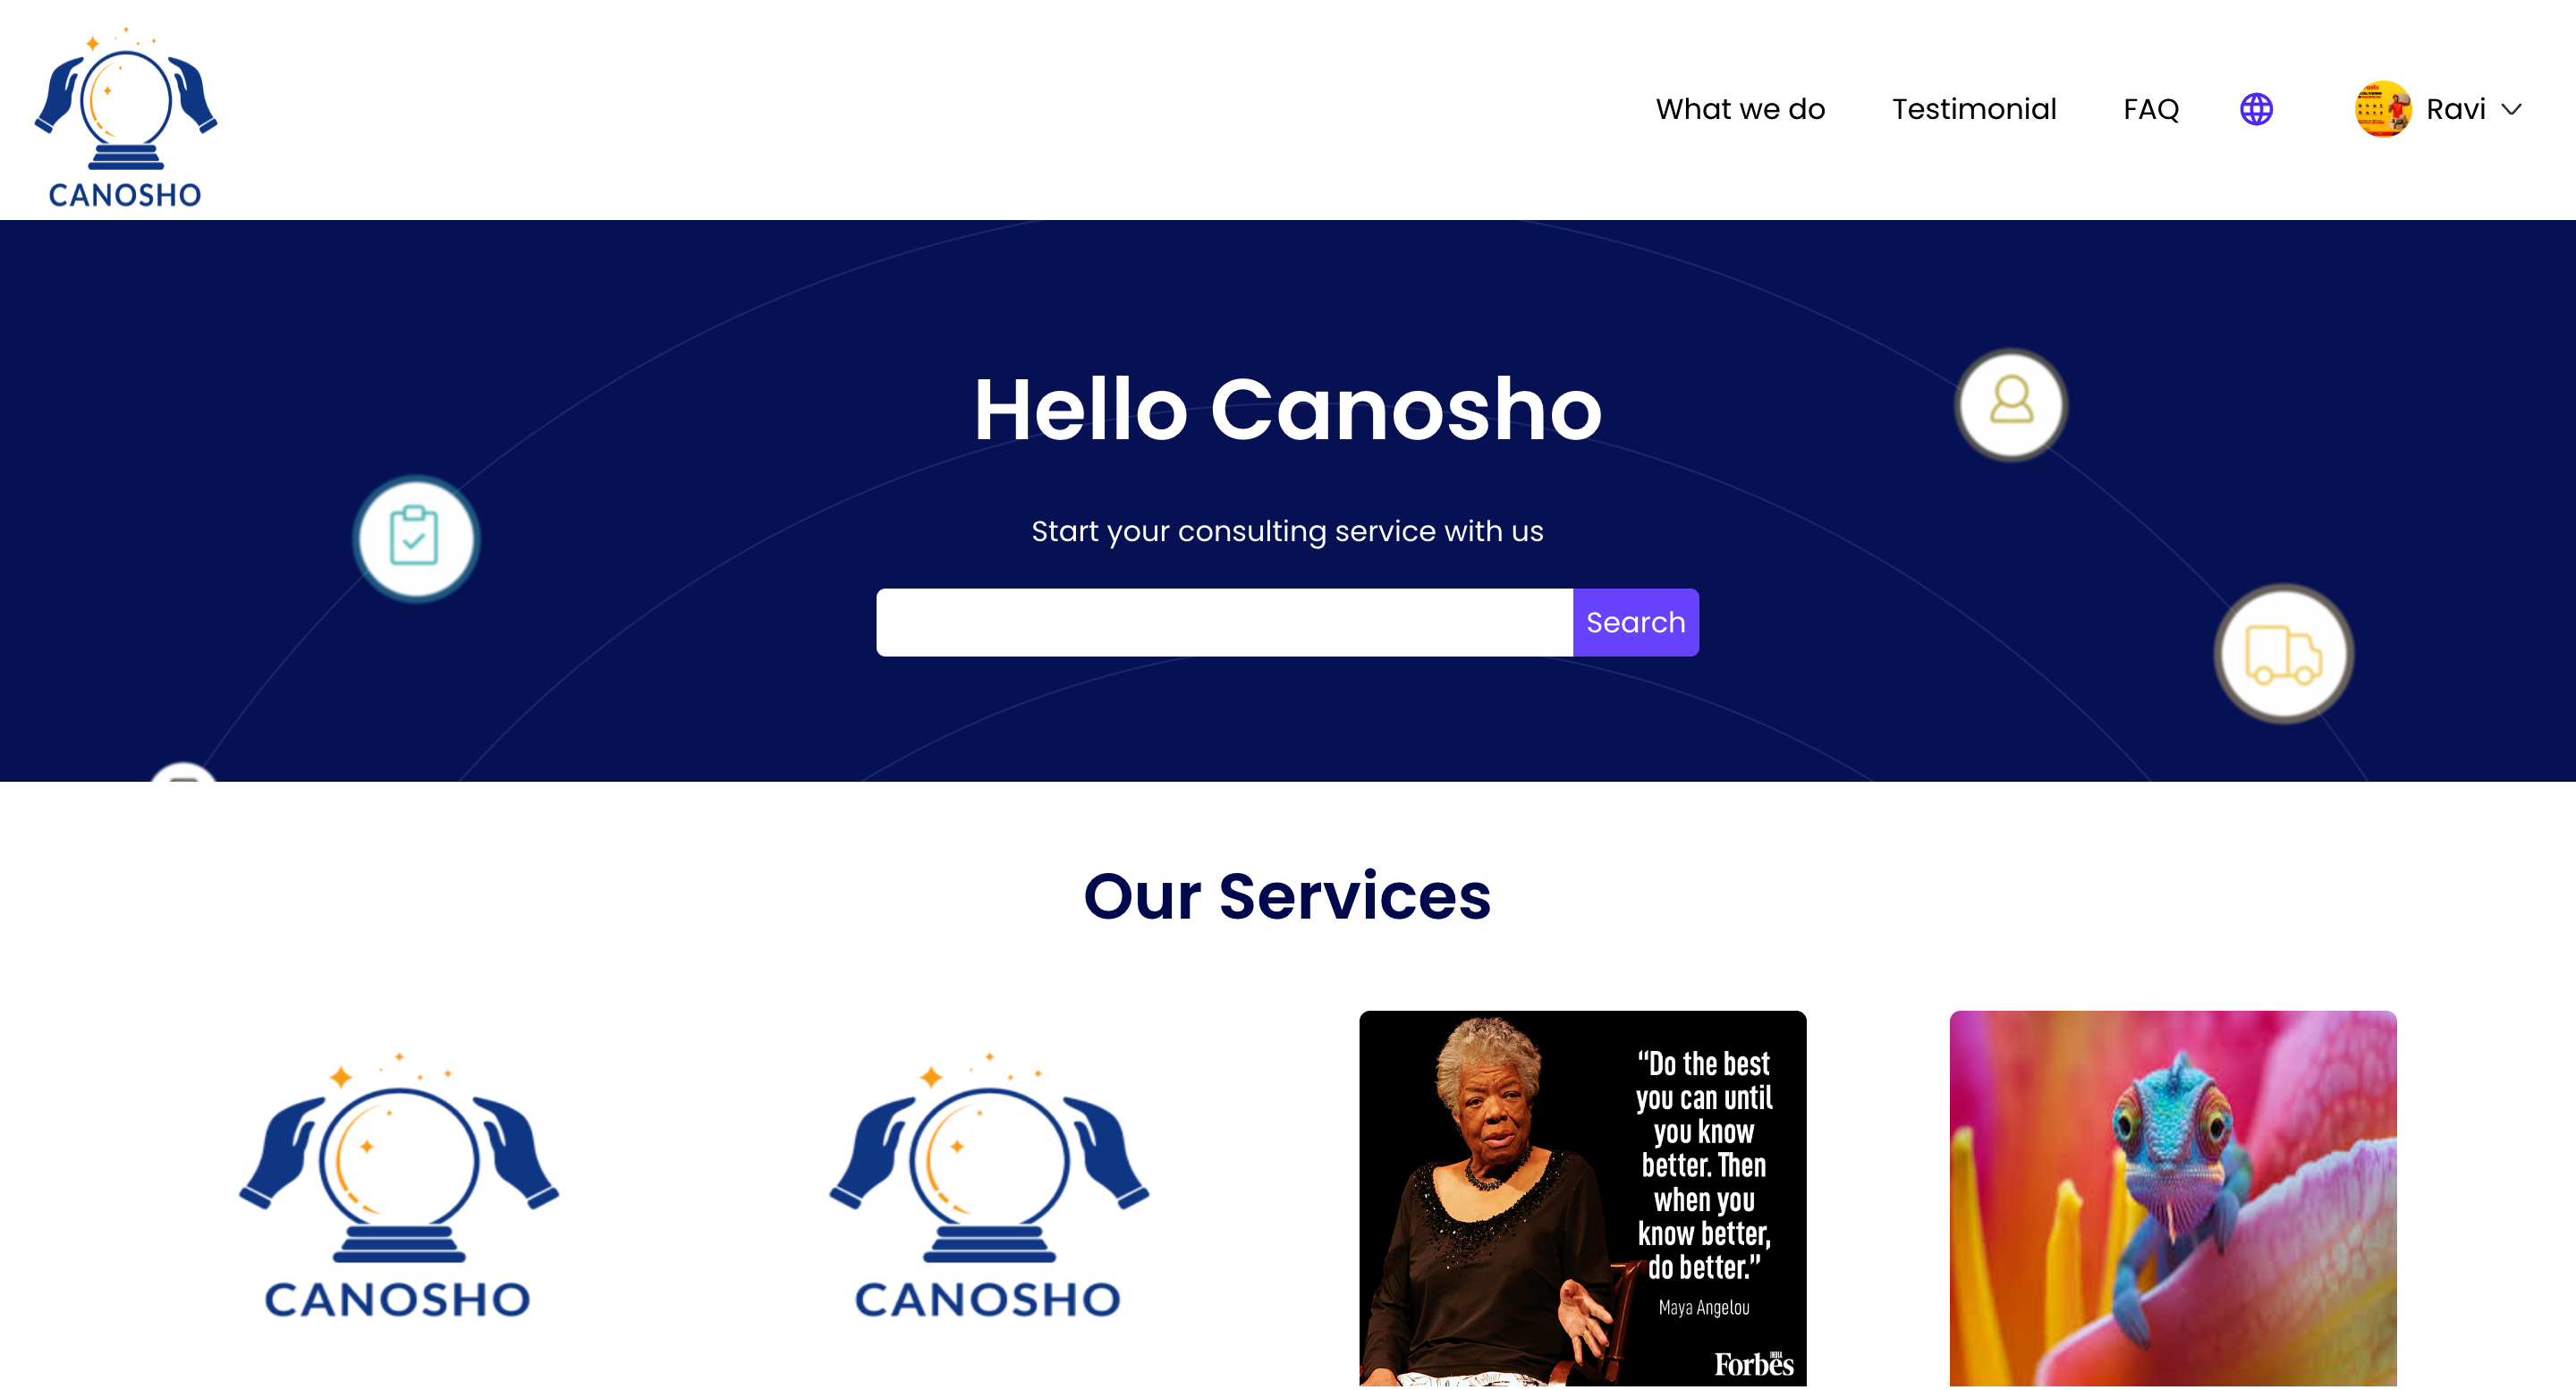 CANOSHO
What we do
Testimonial
FAQ
Ravi
Hello Canosho
Start your consulting service with us
Search
Our Services
CANOSHO
CANOSHO
“Do the best
you can until
you know
better. Then
when you
know better,
do better.”
Maya Angelou
Forbes
INDIA